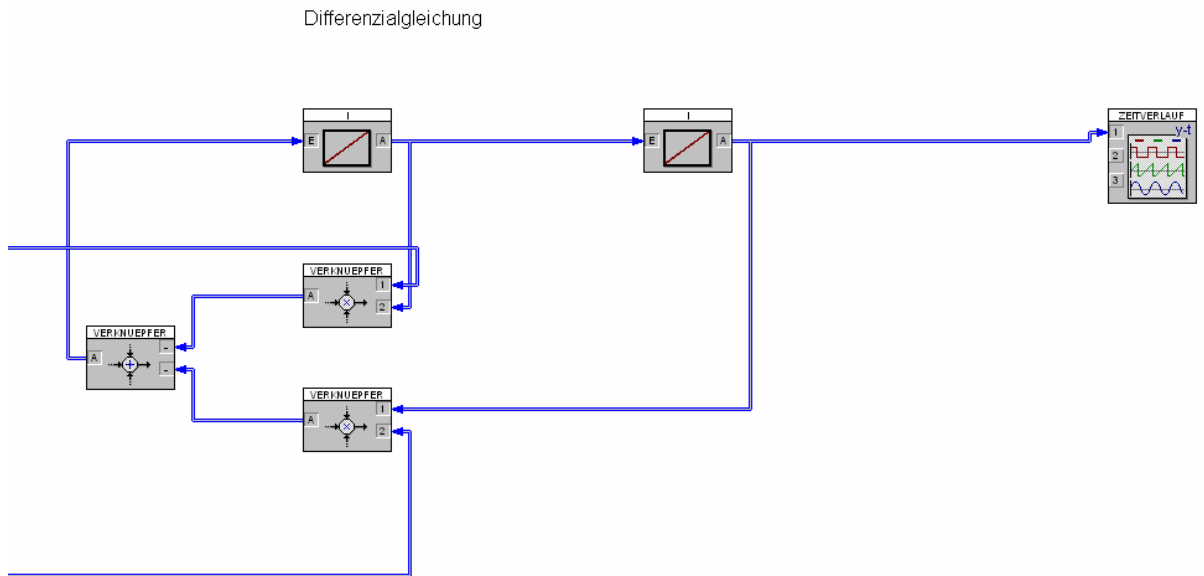 Differenzialgleichung
I
E
A
I
E
A
ZEITVERLAUF
y-t
1
2
3
VERKNUEPFER
A
1
2
VERKNUEPFER
A
-
-
VERKNUEPFER
A
1
2